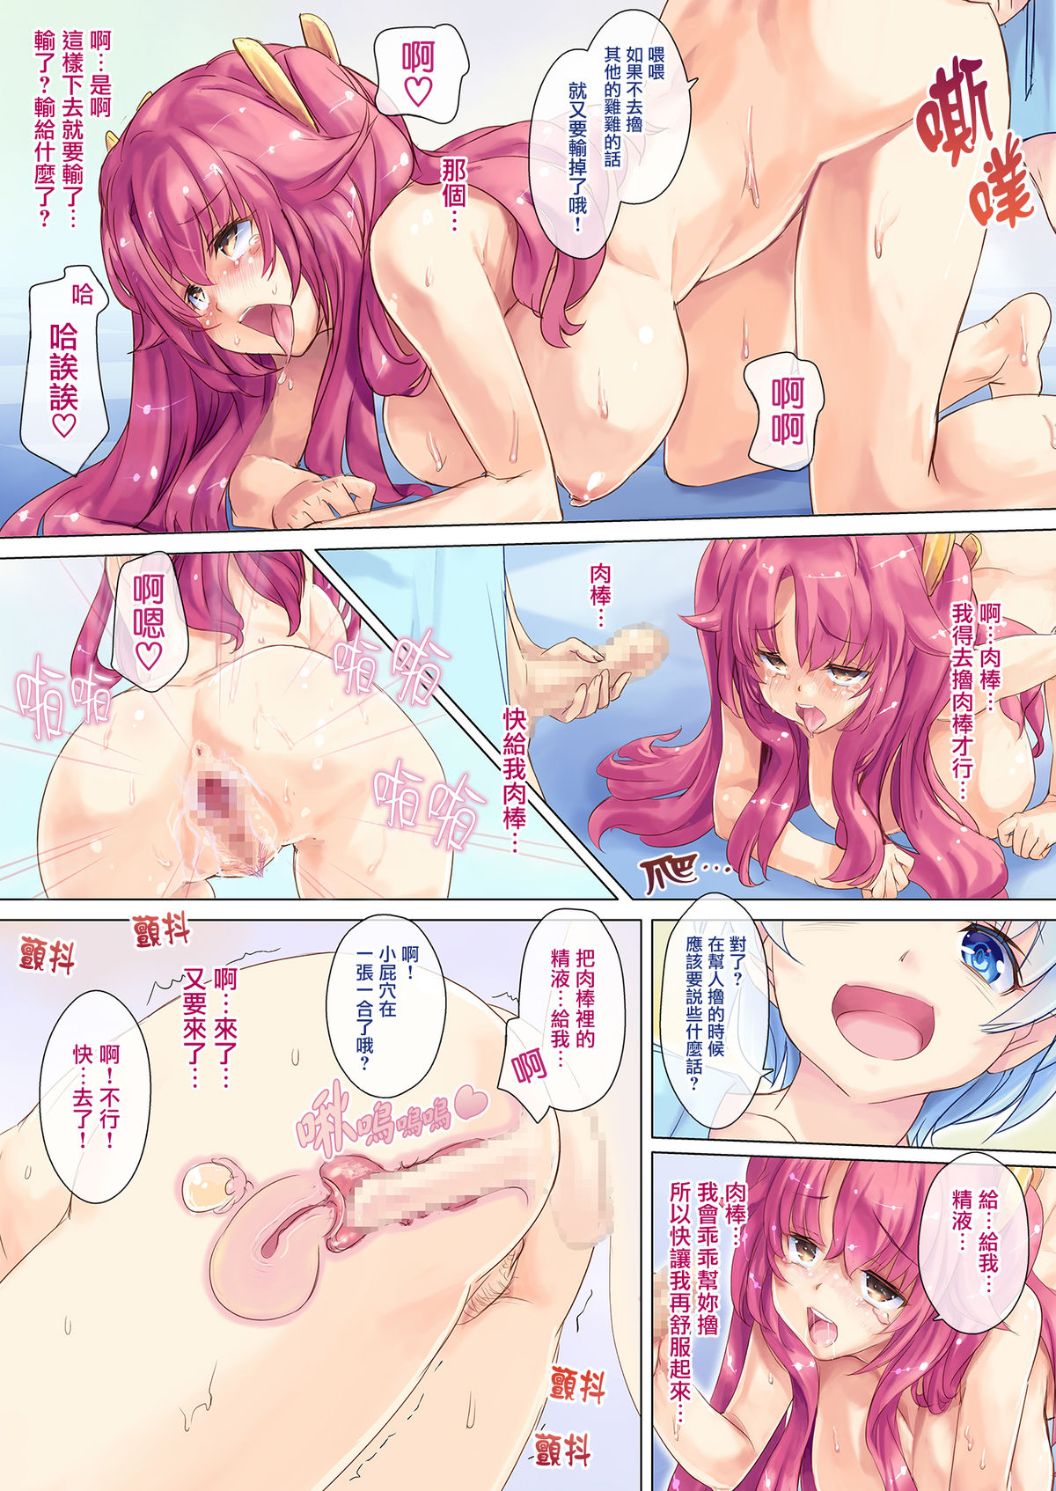 嘶
噗
喂喂
如果不去擼
其他的雞雞的話
就又要輸掉了哦！
啊♡
那個…
啊啊
啊…是啊
這樣下去就要輸了…
輸了？輸給什麼了？
哈
哈誒誒♡
啊…肉棒…
我得去擼肉棒才行…
肉棒…
快給我肉棒…
爬…
啊嗯♡
啪啪
啪啪
啪啪
對了？
在幫人擼的時候
應該要説些什麼話？
給…給我…
精液…
肉棒…
我會乖乖幫妳擼
所以快讓我再舒服起來…
把肉棒裡的
精液…給我…
啊
啊！
小屁穴在
一張一合了哦？
啾嗚嗚嗚♥
啊…來了…
又要來了…
顫抖
顫抖
啊！不行！
快…去了！
顫抖
顫抖